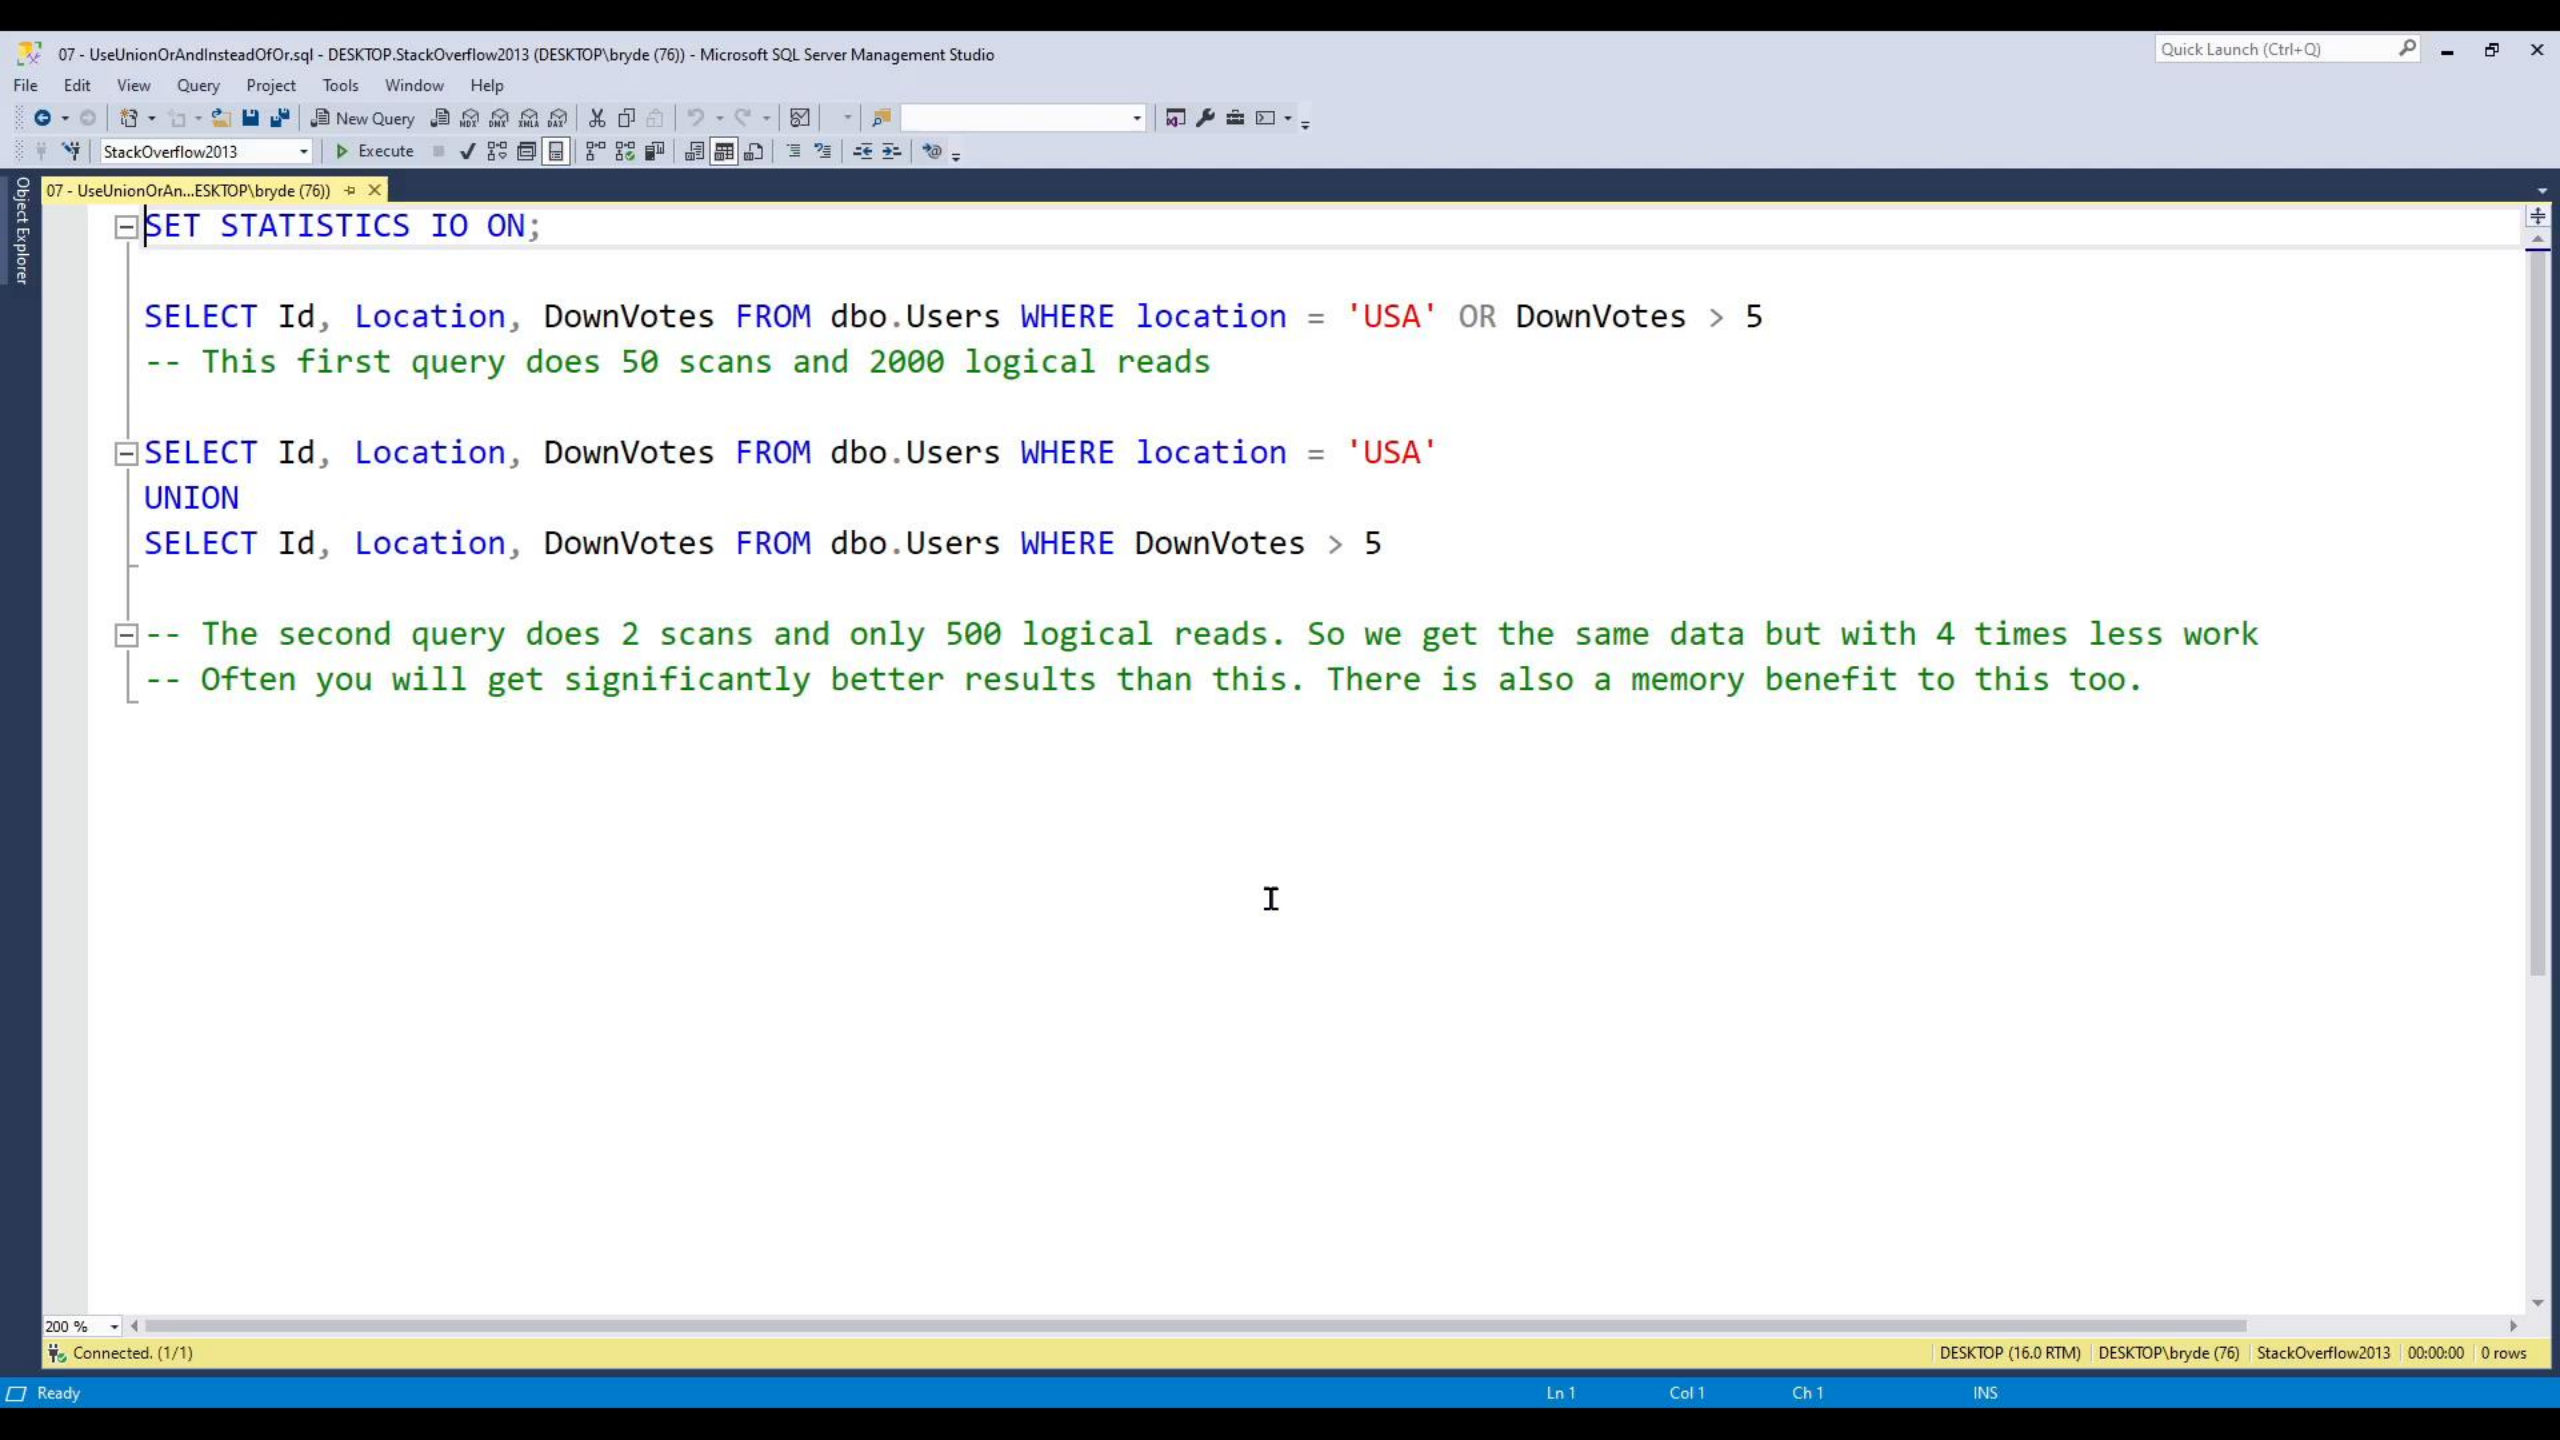 07 - UseUnionOrAndInsteadOfOr.sql - DESKTOP.StackOverflow2013 (DESKTOP\bryde (76)) - Microsoft SQL Server Management Studio
Quick Launch (Ctrl+Q)
File Edit View Query Project Tools Window Help
New Query MDX DMX XMLA DAX
StackOverflow2013 Execute
Object Explorer
07 - UseUnionOrAn...ESKTOP\bryde (76))
SET STATISTICS IO ON;
SELECT Id, Location, DownVotes FROM dbo.Users WHERE location = 'USA' OR DownVotes > 5
-- This first query does 50 scans and 2000 logical reads
SELECT Id, Location, DownVotes FROM dbo.Users WHERE location = 'USA'
UNION
SELECT Id, Location, DownVotes FROM dbo.Users WHERE DownVotes > 5
-- The second query does 2 scans and only 500 logical reads. So we get the same data but with 4 times less work
-- Often you will get significantly better results than this. There is also a memory benefit to this too.
200 %
Connected. (1/1) DESKTOP (16.0 RTM) DESKTOP\bryde (76) StackOverflow2013 00:00:00 0 rows
Ready Ln 1 Col 1 Ch 1 INS